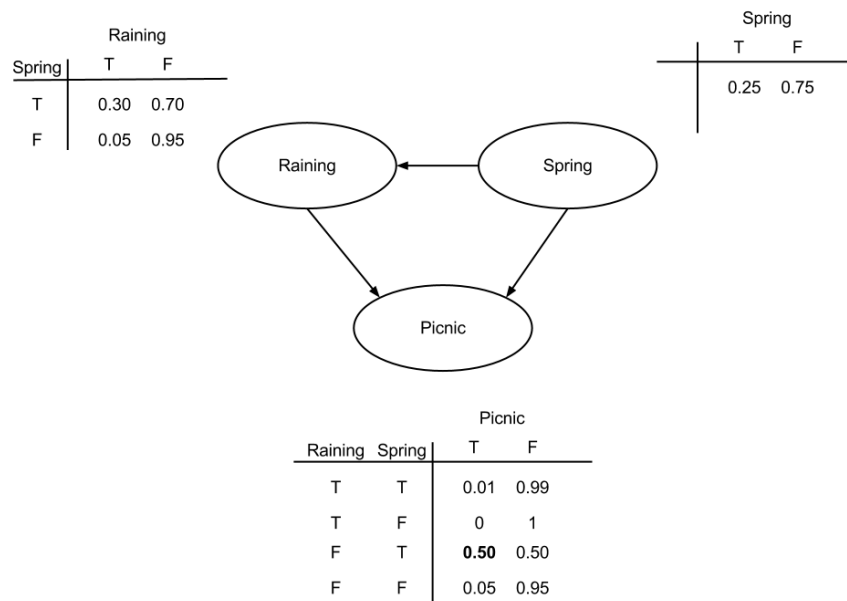 Raining
Spring T F
T 0.30 0.70
F 0.05 0.95
Spring
T F
0.25 0.75
Raining
Spring
Picnic
Picnic
Raining Spring T F
T T 0.01 0.99
T F 0 1
F T 0.50 0.50
F F 0.05 0.95